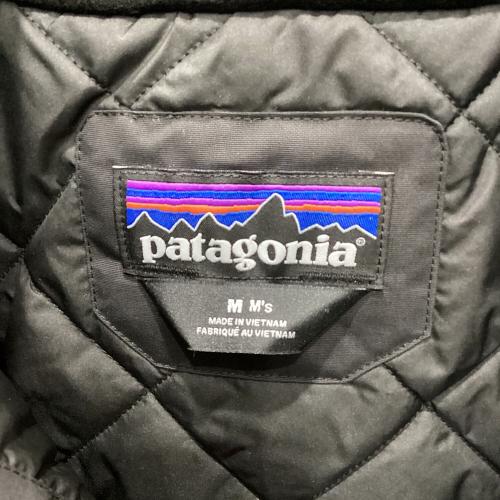 patagonia®
M M's
MADE IN VIETNAM
FABRIQUÉ AU VIETNAM